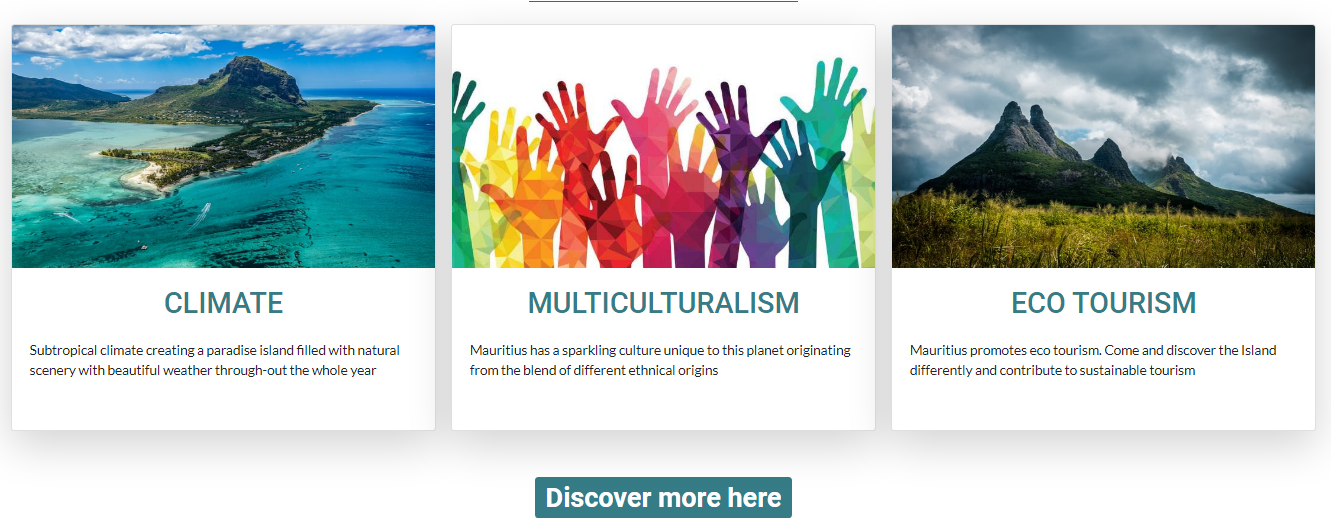 CLIMATE
Subtropical climate creating a paradise island filled with natural
scenery with beautiful weather through-out the whole year
MULTICULTURALISM
Mauritius has a sparkling culture unique to this planet originating
from the blend of different ethnical origins
ECO TOURISM
Mauritius promotes eco tourism. Come and discover the Island
differently and contribute to sustainable tourism
Discover more here